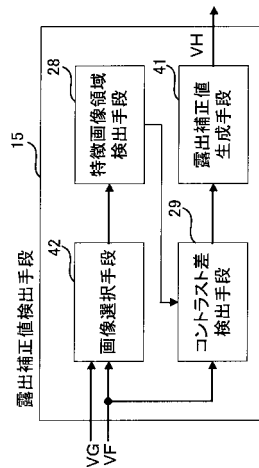 露出補正値検出手段
15
VG
VF
42
画像選択手段
28
特徴画像領域
検出手段
29
コントラスト差
検出手段
41
露出補正値
生成手段
VH